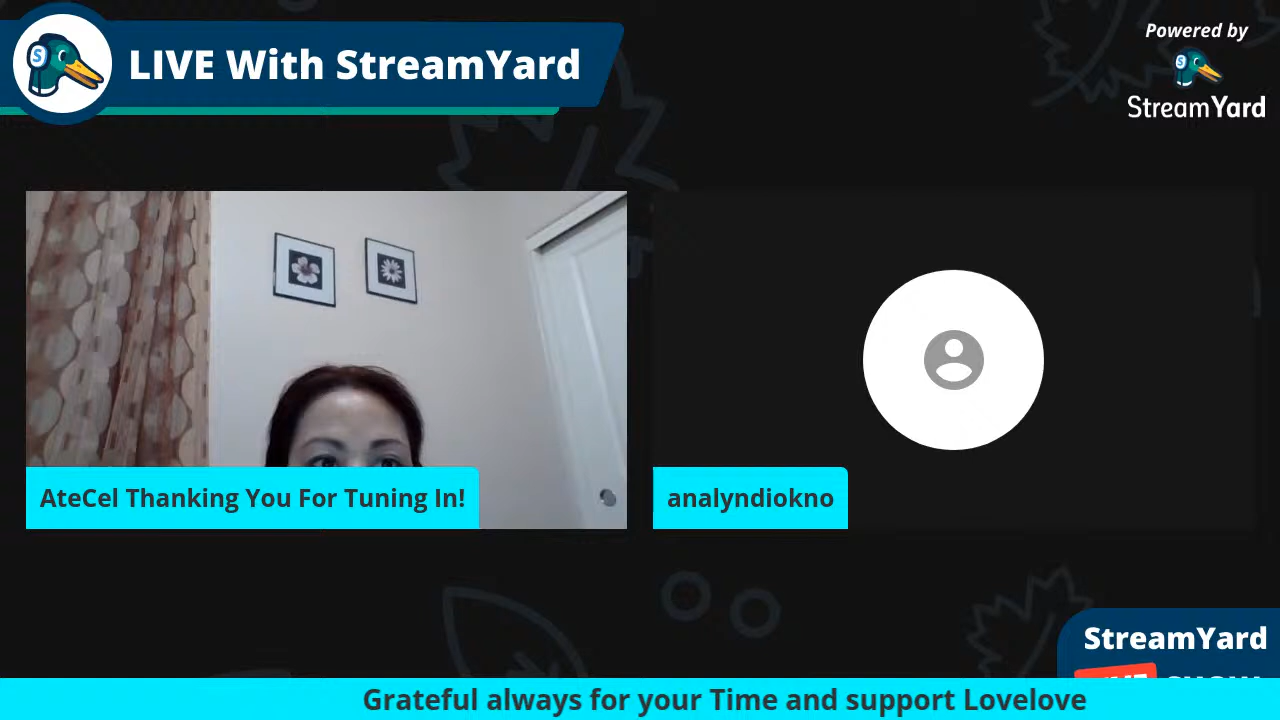 LIVE With StreamYard
Powered by
StreamYard
AteCel Thanking You For Tuning In!
analyndiokno
StreamYard
Grateful always for your Time and support Lovelove